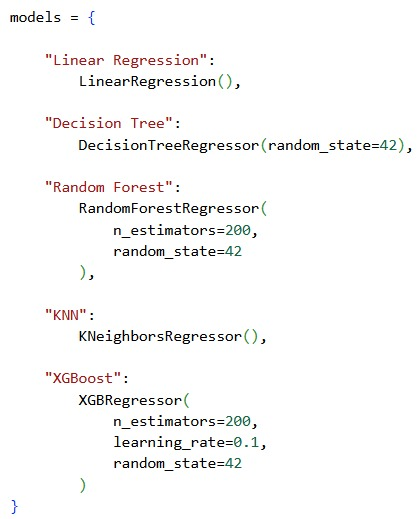 models = {
    "Linear Regression":
        LinearRegression(),
    "Decision Tree":
        DecisionTreeRegressor(random_state=42),
    "Random Forest":
        RandomForestRegressor(
            n_estimators=200,
            random_state=42
        ),
    "KNN":
        KNeighborsRegressor(),
    "XGBoost":
        XGBRegressor(
            n_estimators=200,
            learning_rate=0.1,
            random_state=42
        )
}